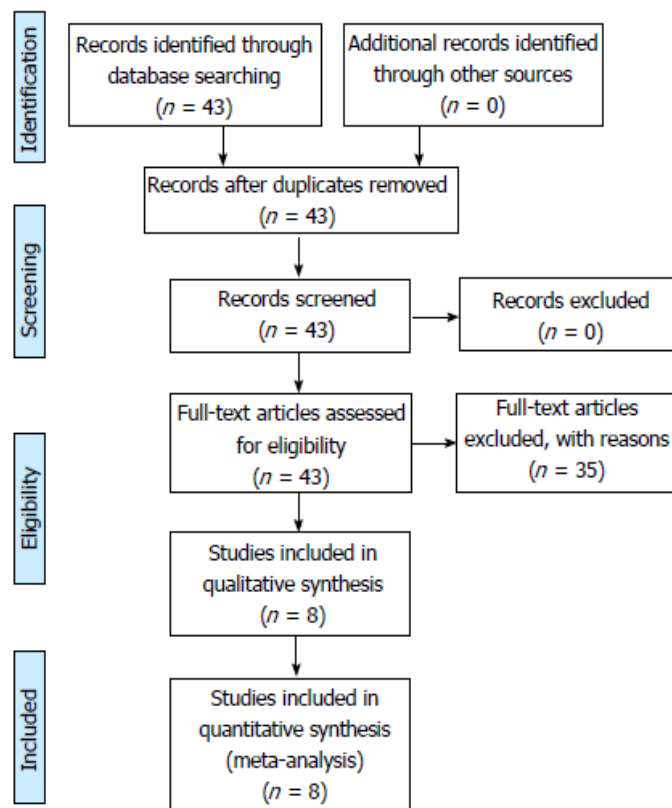 Identification
Records identified through
database searching
(n = 43)
Additional records identified
through other sources
(n = 0)
Records after duplicates removed
(n = 43)
Screening
Records screened
(n = 43)
Records excluded
(n = 0)
Eligibility
Full-text articles assessed
for eligibility
(n = 43)
Full-text articles
excluded, with reasons
(n = 35)
Studies included in
qualitative synthesis
(n = 8)
Included
Studies included in
quantitative synthesis
(meta-analysis)
(n = 8)